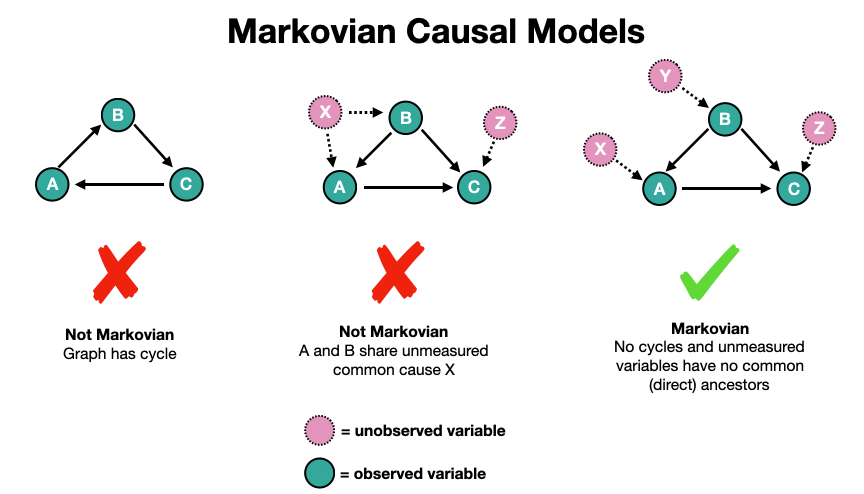 Markovian Causal Models
B
A
C
X
B
Z
A
C
Y
B
Z
X
A
C
Not Markovian
Graph has cycle
Not Markovian
A and B share unmeasured
common cause X
Markovian
No cycles and unmeasured
variables have no common
(direct) ancestors
= unobserved variable
= observed variable